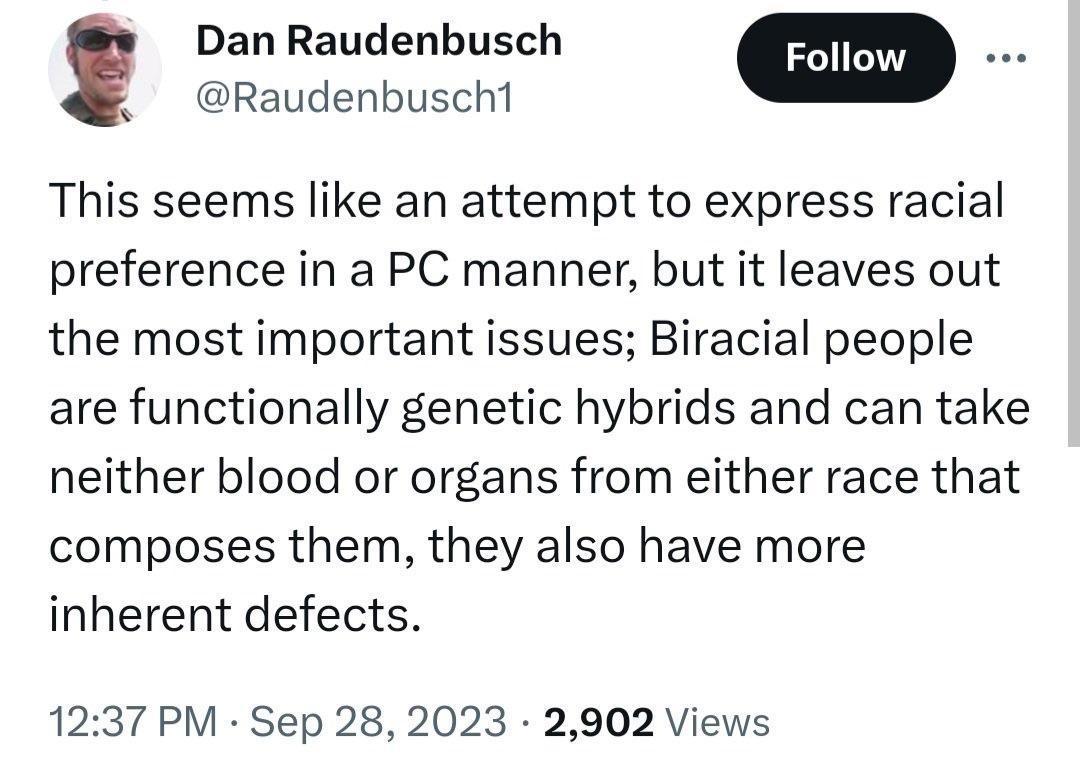 Dan Raudenbusch
Follow
@Raudenbusch1
This seems like an attempt to express racial
preference in a PC manner, but it leaves out
the most important issues; Biracial people
are functionally genetic hybrids and can take
neither blood or organs from either race that
composes them, they also have more
inherent defects.
12:37 PM · Sep 28, 2023 · 2,902 Views